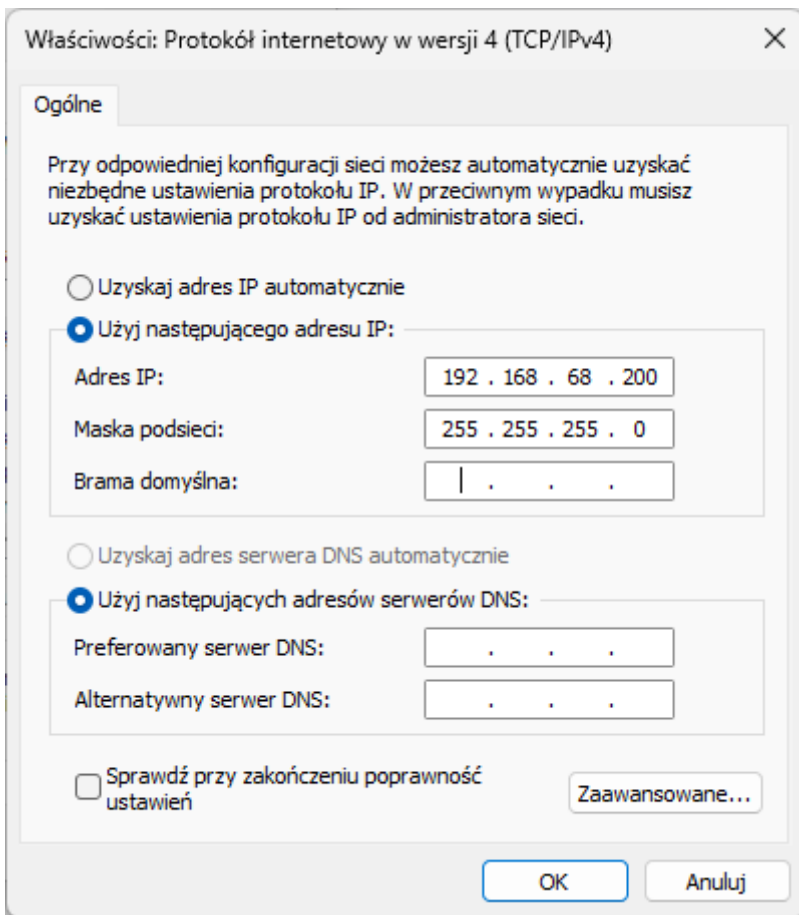 Właściwości: Protokół internetowy w wersji 4 (TCP/IPv4)
Ogólne
Przy odpowiedniej konfiguracji sieci możesz automatycznie uzyskać
niezbędne ustawienia protokołu IP. W przeciwnym wypadku musisz
uzyskać ustawienia protokołu IP od administratora sieci.
Uzyskaj adres IP automatycznie
Użyj następującego adresu IP:
Adres IP: 192 . 168 . 68 . 200
Maska podsieci: 255 . 255 . 255 . 0
Brama domyślna: . . .
Uzyskaj adres serwera DNS automatycznie
Użyj następujących adresów serwerów DNS:
Preferowany serwer DNS: . . .
Alternatywny serwer DNS: . . .
Sprawdź przy zakończeniu poprawność
ustawień
Zaawansowane...
OK Anuluj